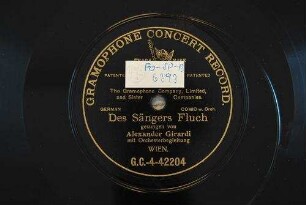 GRAMOPHONE CONCERT RECORD.
PATENTED
PATENTED
The Gramophone Company, Limited,
and Sister Companies.
GERMAN
COMIC w. Orch
Des Sängers Fluch
gesungen von
Alexander Girardi
mit Orchesterbegleitung
WIEN.
G.C.-4-42204